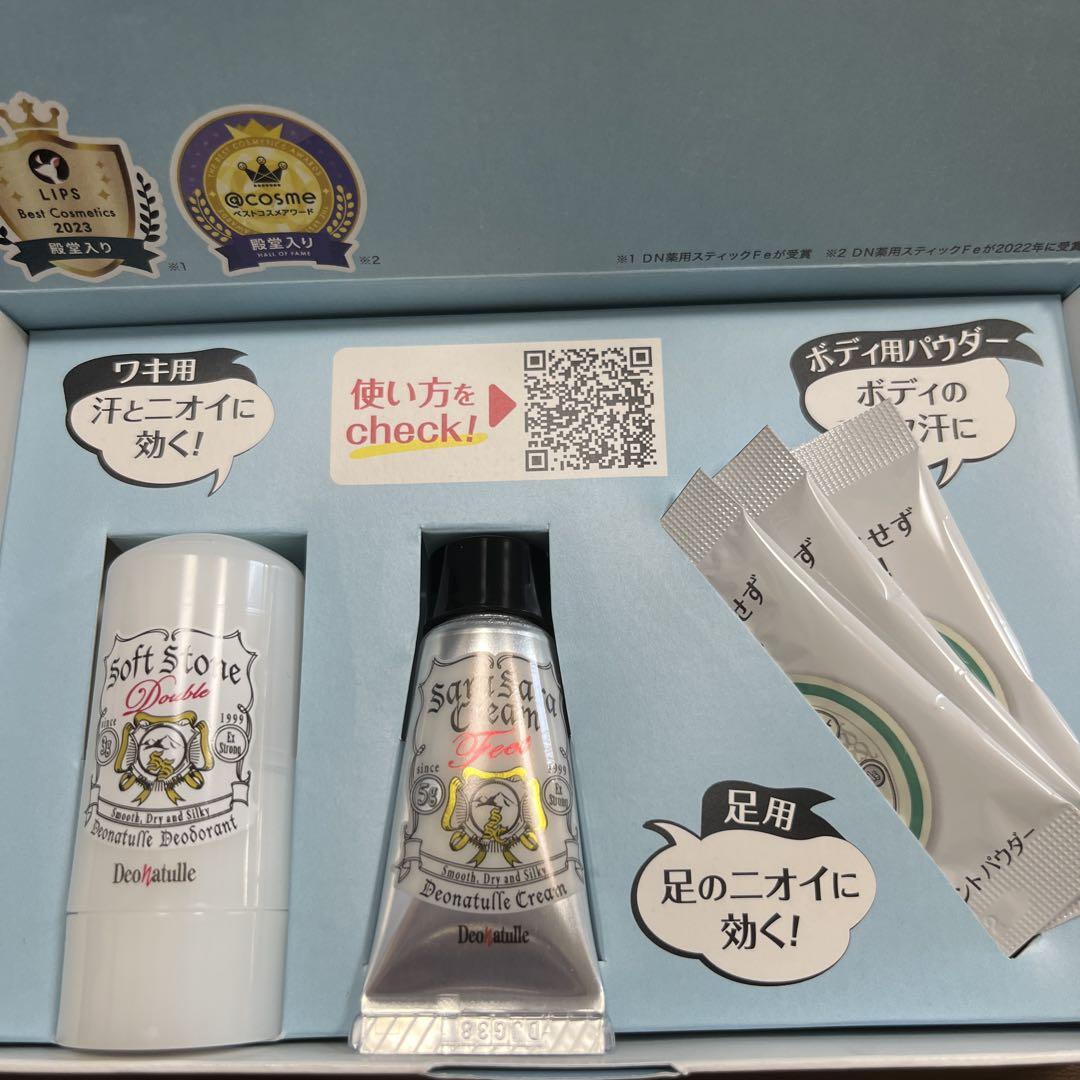 LIPS
Best Cosmetics
2023
殿堂入り
※1
THE BEST COSMETICS AWARDS
@cosme
ベストコスメアワード
殿堂入り
HALL OF FAME
※2
※1 DN薬用スティックFeが受賞 ※2 DN薬用スティックFeが2022年に受賞
ワキ用
汗とニオイに
効く!
使い方を
check!
ボディ用パウダー
ボディの
汗に
せず
ず
せず
!
Soft Stone
Double
since
1999
9g
Ex
Strong
Smooth, Dry and Silky
Deonatulle Deodorant
DeoNatulle
Sara Sara
Cream
Feet
since
1999
5g
Ex
Strong
Smooth, Dry and Silky
Deonatulle Cream
DeoNatulle
DJG38
足用
足のニオイに
効く!
ントパウダー